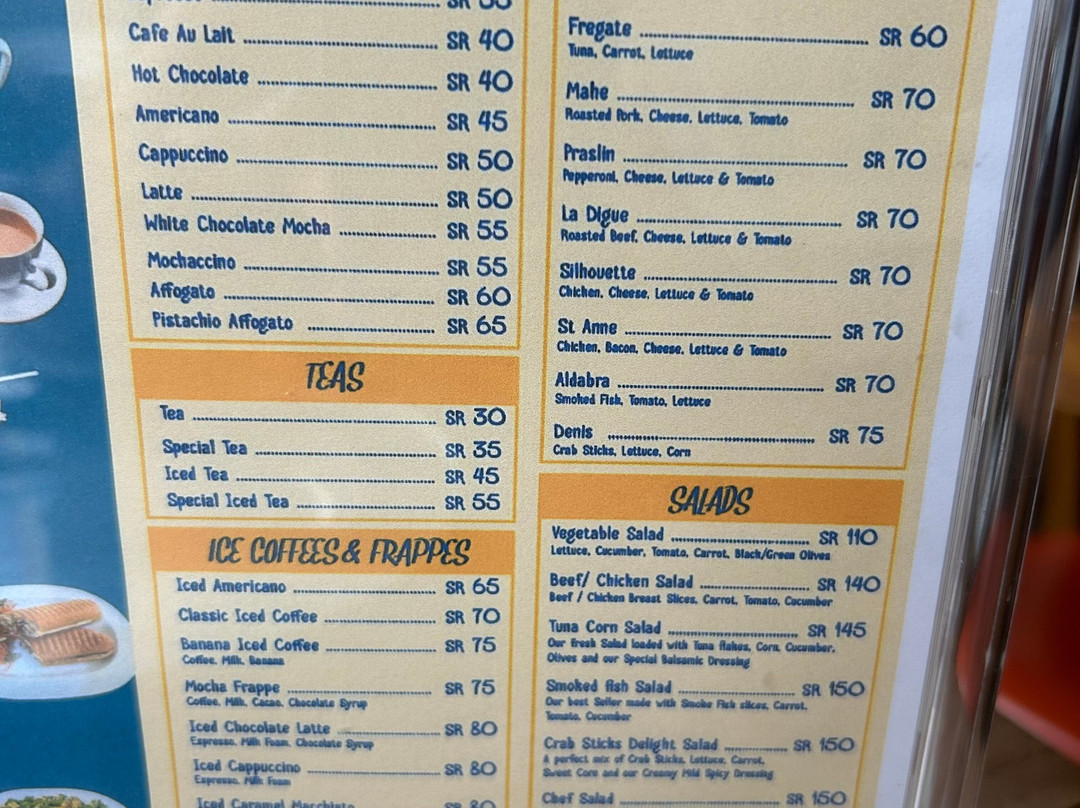 Cafe Au Lait SR 40
Hot Chocolate SR 40
Americano SR 45
Cappuccino SR 50
Latte SR 50
White Chocolate Mocha SR 55
Mochaccino SR 55
Affogato SR 60
Pistachio Affogato SR 65
TEAS
Tea SR 30
Special Tea SR 35
Iced Tea SR 45
Special Iced Tea SR 55
ICE COFFEES & FRAPPES
Iced Americano SR 65
Classic Iced Coffee SR 70
Banana Iced Coffee SR 75
Coffee, Milk, Banana
Mocha Frappe SR 75
Coffee, Milk, Cacao, Chocolate Syrup
Iced Chocolate Latte SR 80
Espresso, Milk Foam, Chocolate Syrup
Iced Cappuccino SR 80
Espresso, Milk Foam
Iced Caramel Macchiato SR 80
Fregate SR 60
Tuna, Carrot, Lettuce
Mahe SR 70
Roasted Pork, Cheese, Lettuce, Tomato
Praslin SR 70
Pepperoni, Cheese, Lettuce & Tomato
La Digue SR 70
Roasted Beef, Cheese, Lettuce & Tomato
Silhouette SR 70
Chicken, Cheese, Lettuce & Tomato
St Anne SR 70
Chicken, Bacon, Cheese, Lettuce & Tomato
Aldabra SR 70
Smoked Fish, Tomato, Lettuce
Denis SR 75
Crab Sticks, Lettuce, Corn
SALADS
Vegetable Salad SR 110
Lettuce, Cucumber, Tomato, Carrot, Black/Green Olives
Beef/ Chicken Salad SR 140
Beef / Chicken Breast Slices, Carrot, Tomato, Cucumber
Tuna Corn Salad SR 145
Our fresh Salad loaded with Tuna flakes, Corn, Cucumber,
Olives and our Special Balsamic Dressing
Smoked fish Salad SR 150
Our best Seller made with Smoke Fish slices, Carrot,
Tomato, Cucumber
Crab Sticks Delight Salad SR 150
A perfect mix of Crab Sticks, Lettuce, Carrot,
Sweet Corn and our Creamy Mild Spicy Dressing
Chef Salad SR 150